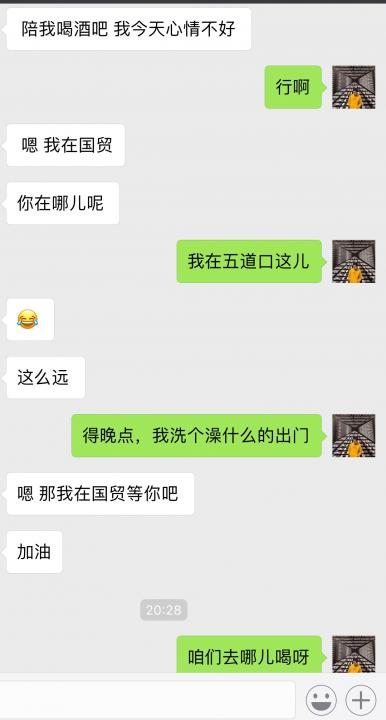 陪我喝酒吧 我今天心情不好
行啊
嗯 我在国贸
你在哪儿呢
我在五道口这儿
这么远
得晚点，我洗个澡什么的出门
嗯 那我在国贸等你吧
加油
20:28
咱们去哪儿喝呀